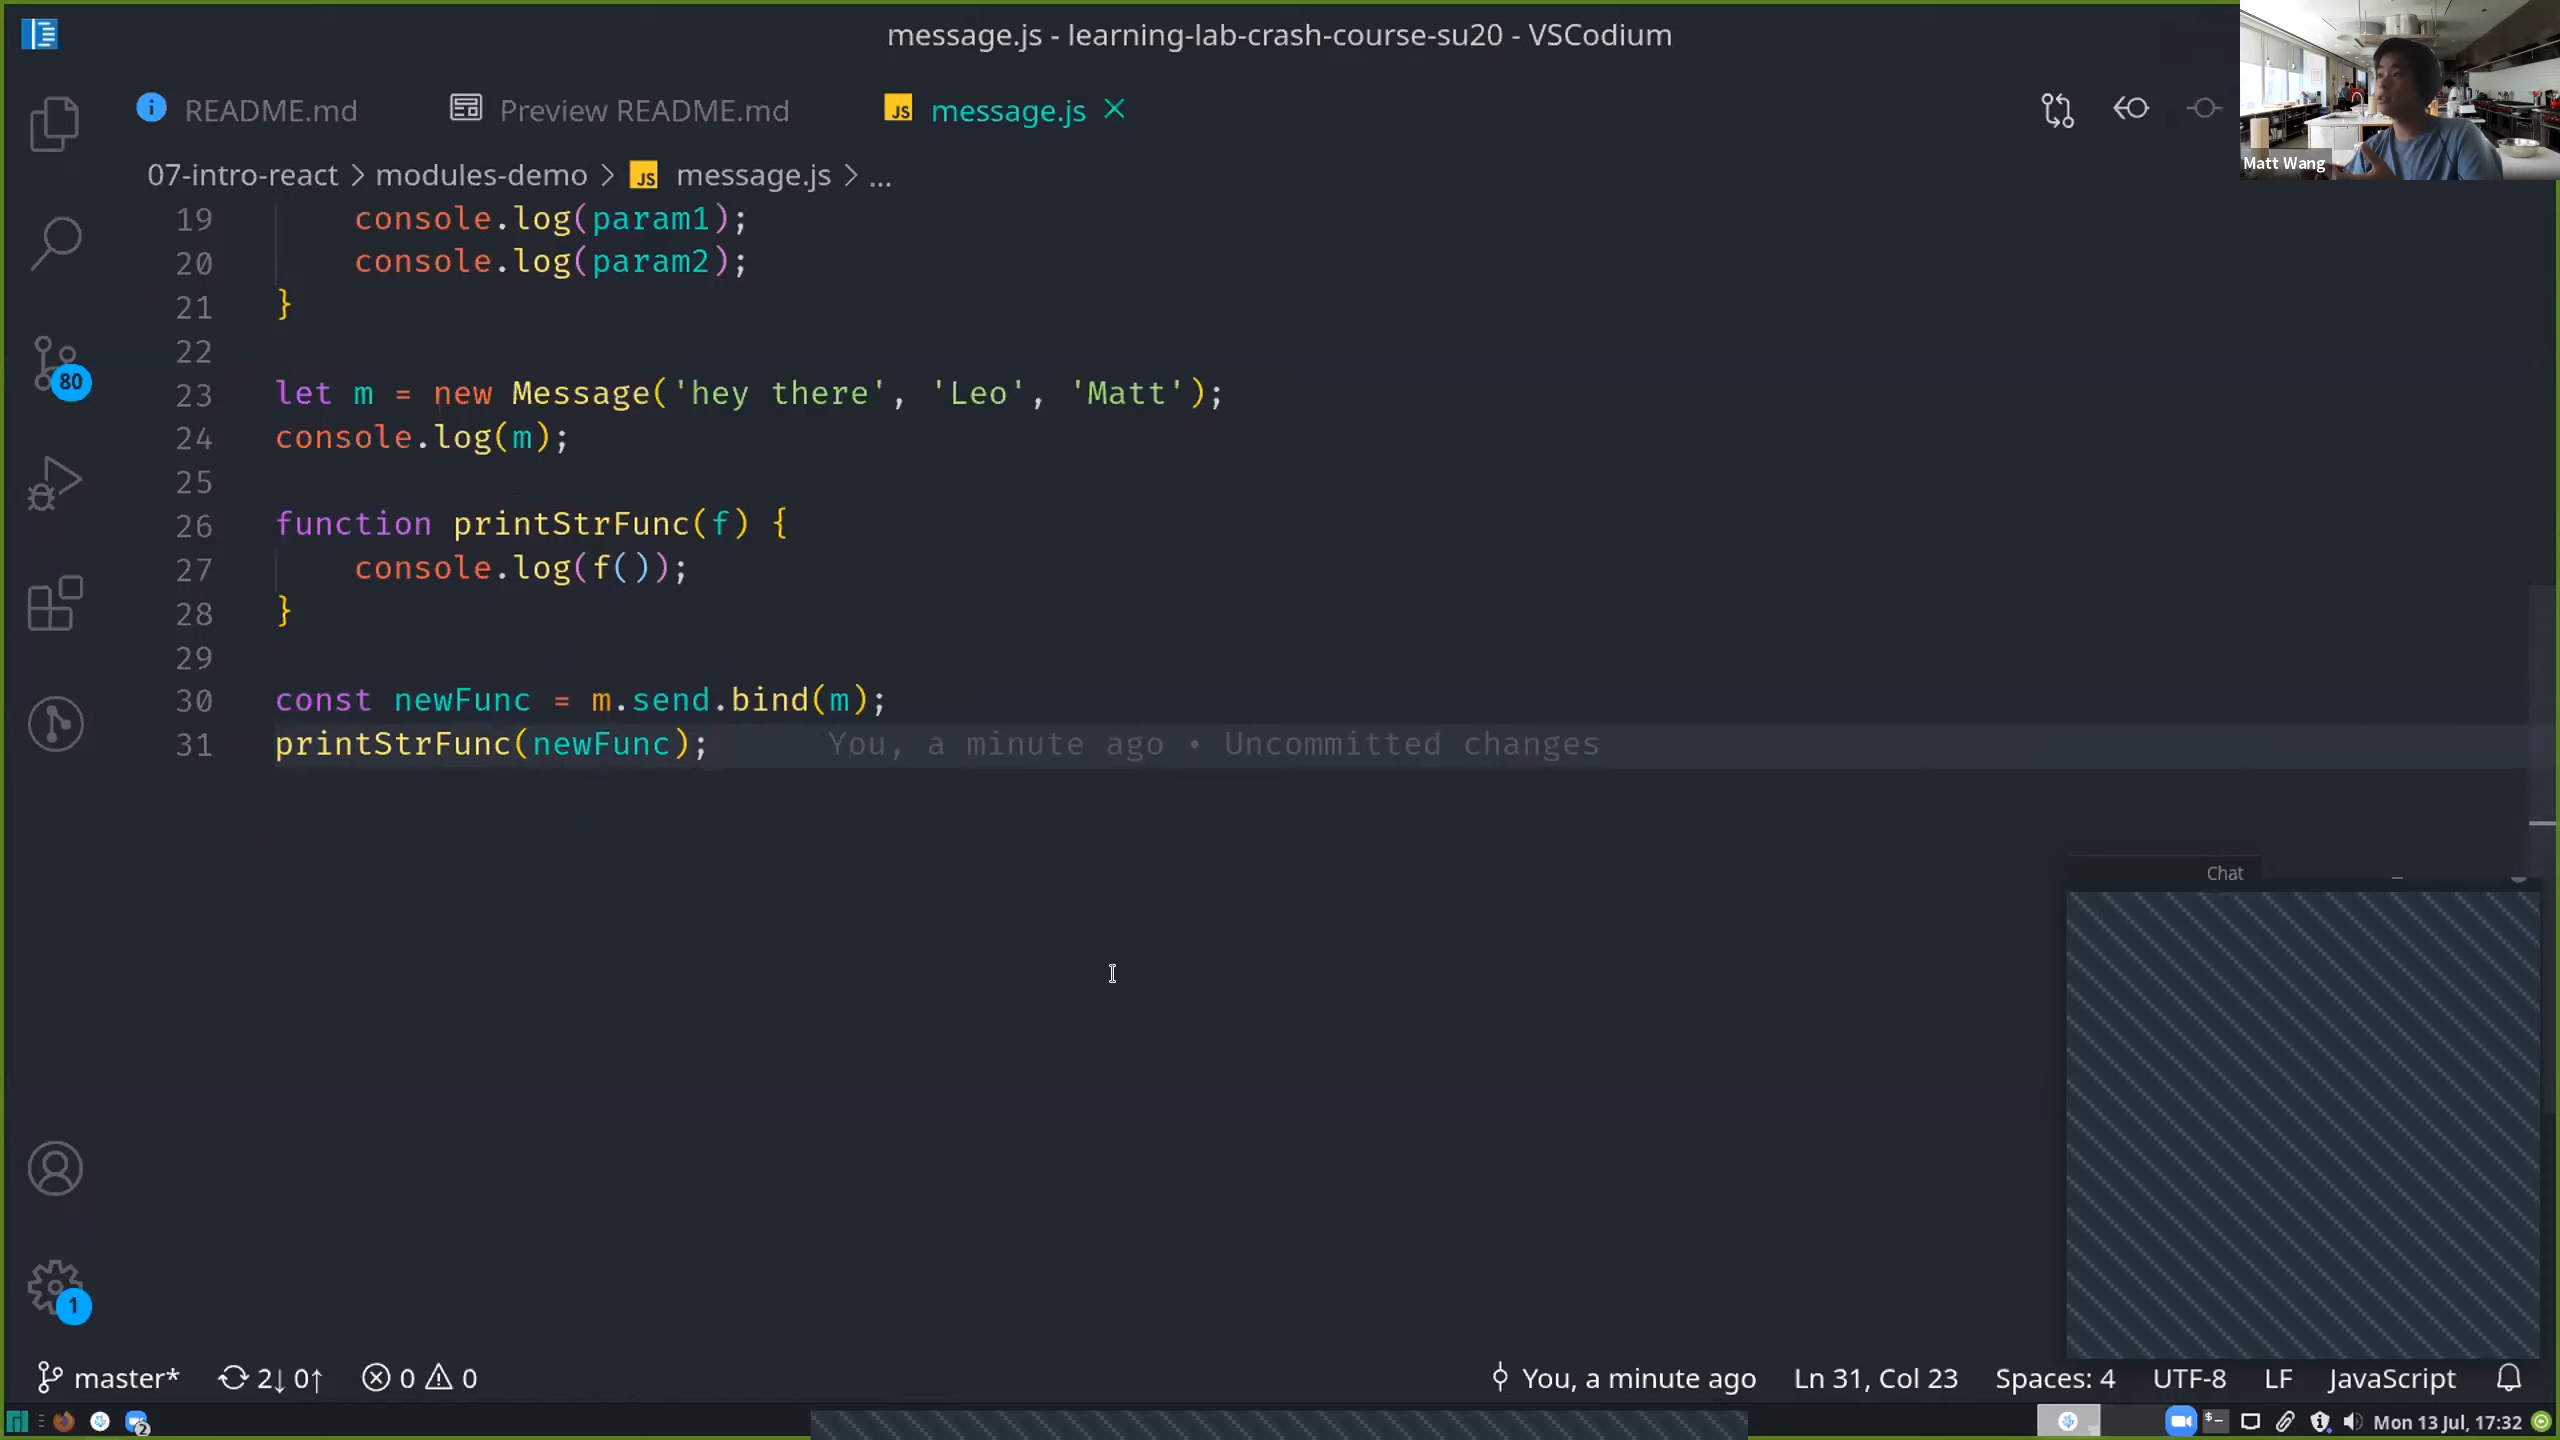 message.js - learning-lab-crash-course-su20 - VSCodium
README.md
Preview README.md
JS message.js
Matt Wang
07-intro-react > modules-demo > JS message.js > ...
19 console.log(param1);
20 console.log(param2);
21 }
22
23 let m = new Message('hey there', 'Leo', 'Matt');
24 console.log(m);
25
26 function printStrFunc(f) {
27 console.log(f());
28 }
29
30 const newFunc = m.send.bind(m);
31 printStrFunc(newFunc); You, a minute ago • Uncommitted changes
80
Chat
1
master* 2↓ 0↑ 0 0 You, a minute ago Ln 31, Col 23 Spaces: 4 UTF-8 LF JavaScript
2 $- Mon 13 Jul, 17:32